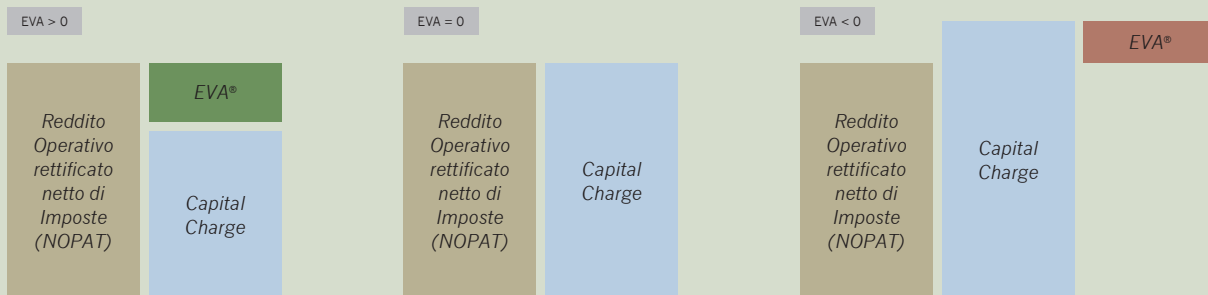 EVA > 0
Reddito
Operativo
rettificato
netto di
Imposte
(NOPAT)
EVA®
Capital
Charge
EVA = 0
Reddito
Operativo
rettificato
netto di
Imposte
(NOPAT)
Capital
Charge
EVA < 0
Reddito
Operativo
rettificato
netto di
Imposte
(NOPAT)
Capital
Charge
EVA®